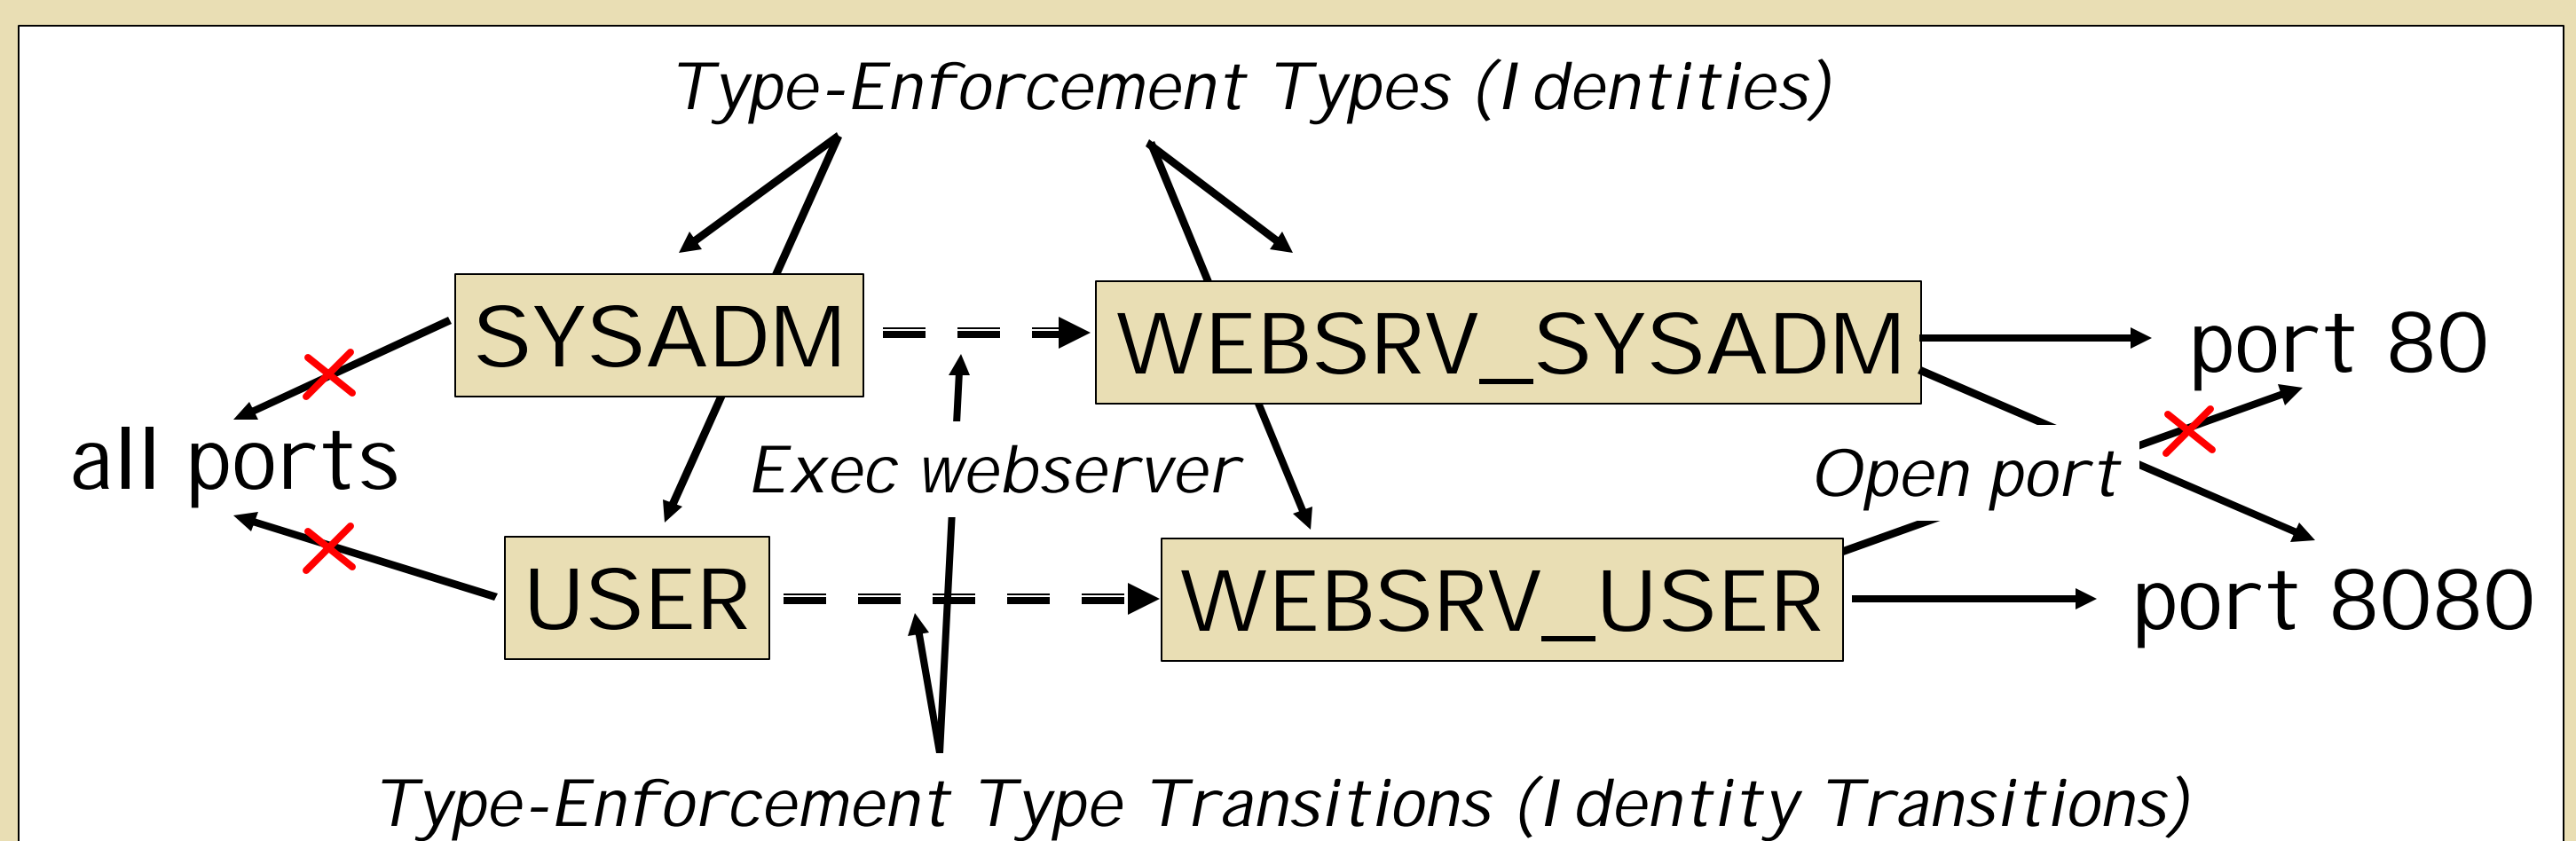 Type-Enforcement Types (Identities)
SYSADM
WEBSRV_SYSADM
port 80
all ports
Exec webserver
Open port
USER
WEBSRV_USER
port 8080
Type-Enforcement Type Transitions (Identity Transitions)